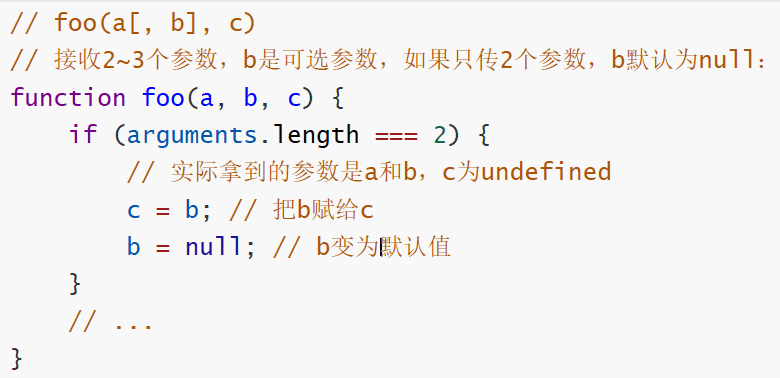 // foo(a[, b], c)
// 接收2~3个参数，b是可选参数，如果只传2个参数，b默认为null：
function foo(a, b, c) {
    if (arguments.length === 2) {
        // 实际拿到的参数是a和b，c为undefined
        c = b; // 把b赋给c
        b = null; // b变为默认值
    }
    // ...
}